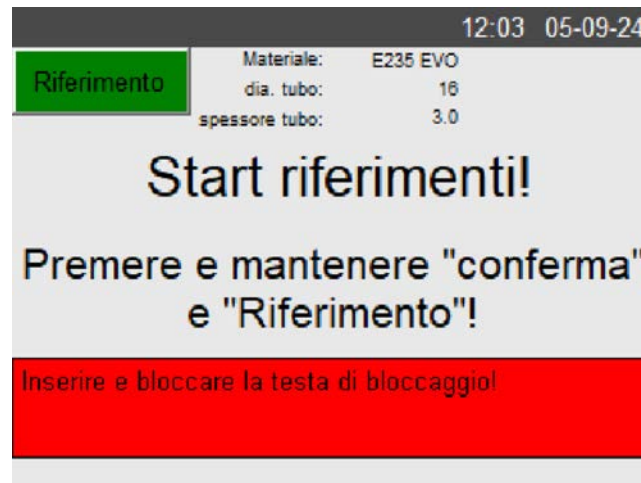 12:03 05-09-24
Riferimento
Materiale: E235 EVO
dia. tubo: 16
spessore tubo: 3.0
Start riferimenti!
Premere e mantenere "conferma"
e "Riferimento"!
Inserire e bloccare la testa di bloccaggio!